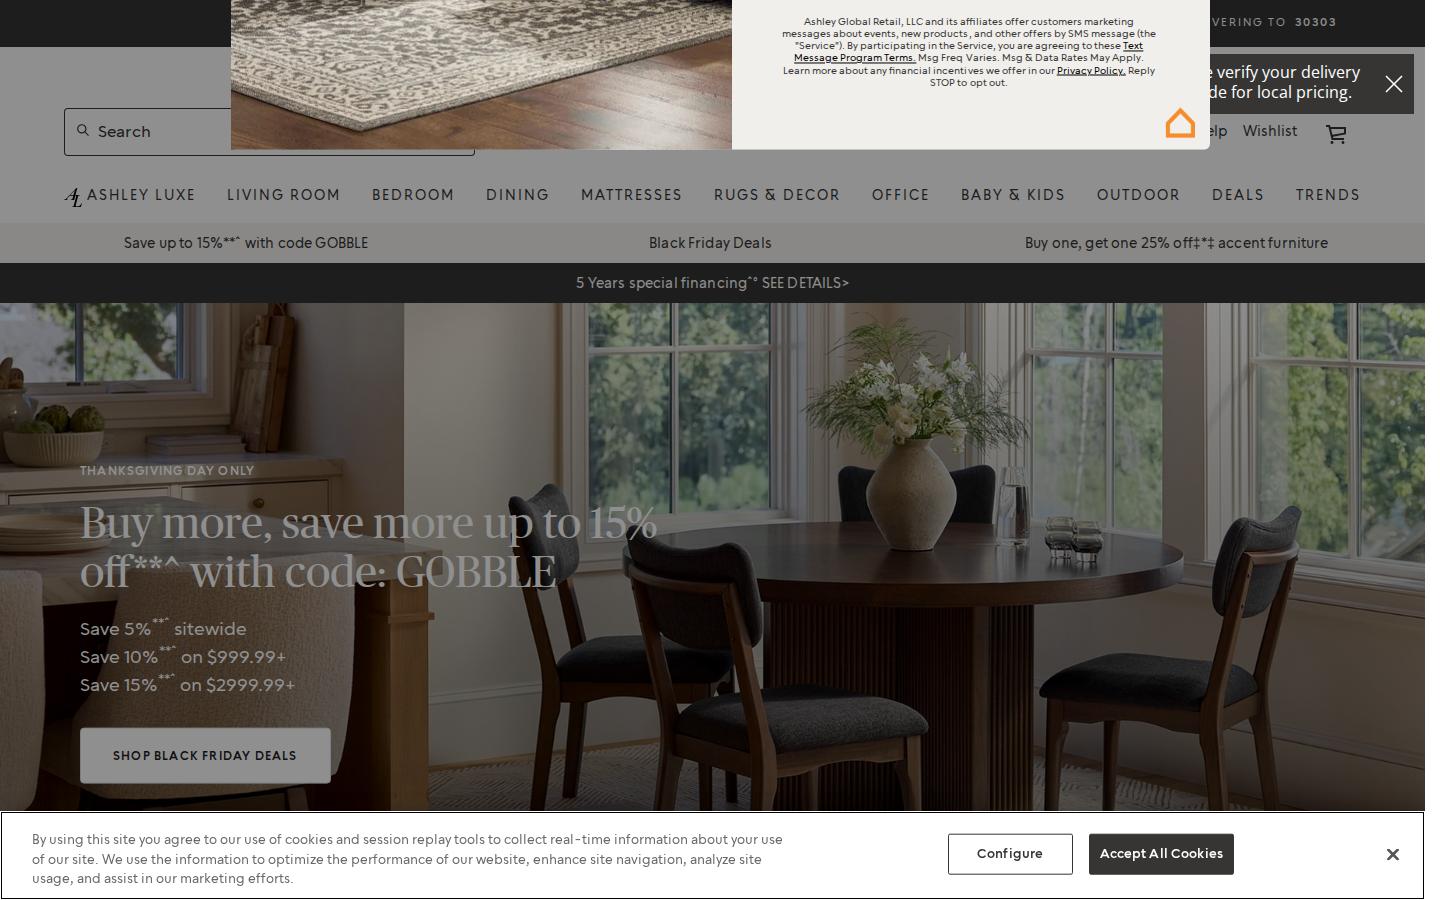 Ashley Global Retail, LLC and its affiliates offer customers marketing
messages about events, new products, and other offers by SMS message (the
"Service"). By participating in the Service, you are agreeing to these Text
Message Program Terms. Msg Freq Varies. Msg & Data Rates May Apply.
Learn more about any financial incentives we offer in our Privacy Policy. Reply
STOP to opt out.
VERING TO 30303
e verify your delivery
de for local pricing.
Search
elp Wishlist
AL ASHLEY LUXE LIVING ROOM BEDROOM DINING MATTRESSES RUGS & DECOR OFFICE BABY & KIDS OUTDOOR DEALS TRENDS
Save up to 15%**^ with code GOBBLE Black Friday Deals Buy one, get one 25% off‡*‡ accent furniture
5 Years special financing^° SEE DETAILS>
THANKSGIVING DAY ONLY
Buy more, save more up to 15%
off**^ with code: GOBBLE
Save 5%**^ sitewide
Save 10%**^ on $999.99+
Save 15%**^ on $2999.99+
SHOP BLACK FRIDAY DEALS
By using this site you agree to our use of cookies and session replay tools to collect real-time information about your use
of our site. We use the information to optimize the performance of our website, enhance site navigation, analyze site
usage, and assist in our marketing efforts.
Configure Accept All Cookies